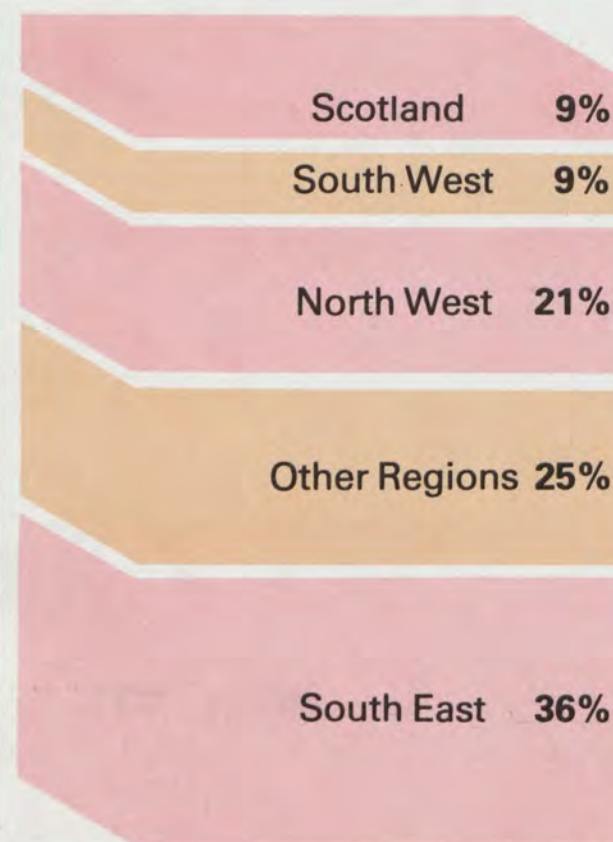 Scotland 9%
South West 9%
North West 21%
Other Regions 25%
South East 36%